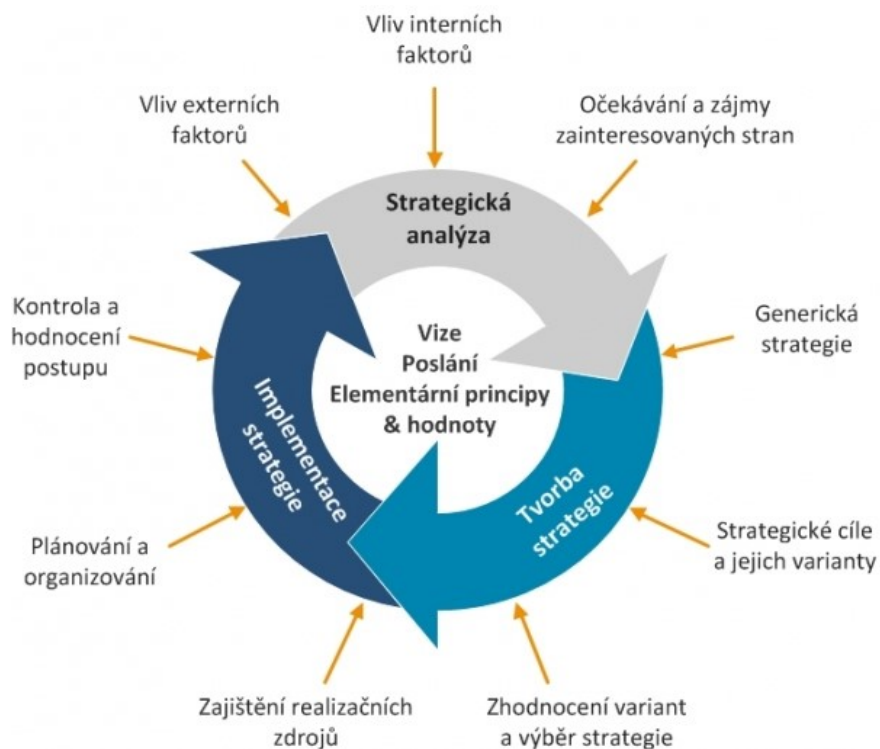 Vliv interních
faktorů
Vliv externích
faktorů
Očekávání a zájmy
zainteresovaných stran
Strategická
analýza
Kontrola a
hodnocení
postupu
Vize
Poslání
Elementární principy
& hodnoty
Generická
strategie
Implementace
strategie
Tvorba
strategie
Plánování a
organizování
Strategické cíle
a jejich varianty
Zajištění realizačních
zdrojů
Zhodnocení variant
a výběr strategie